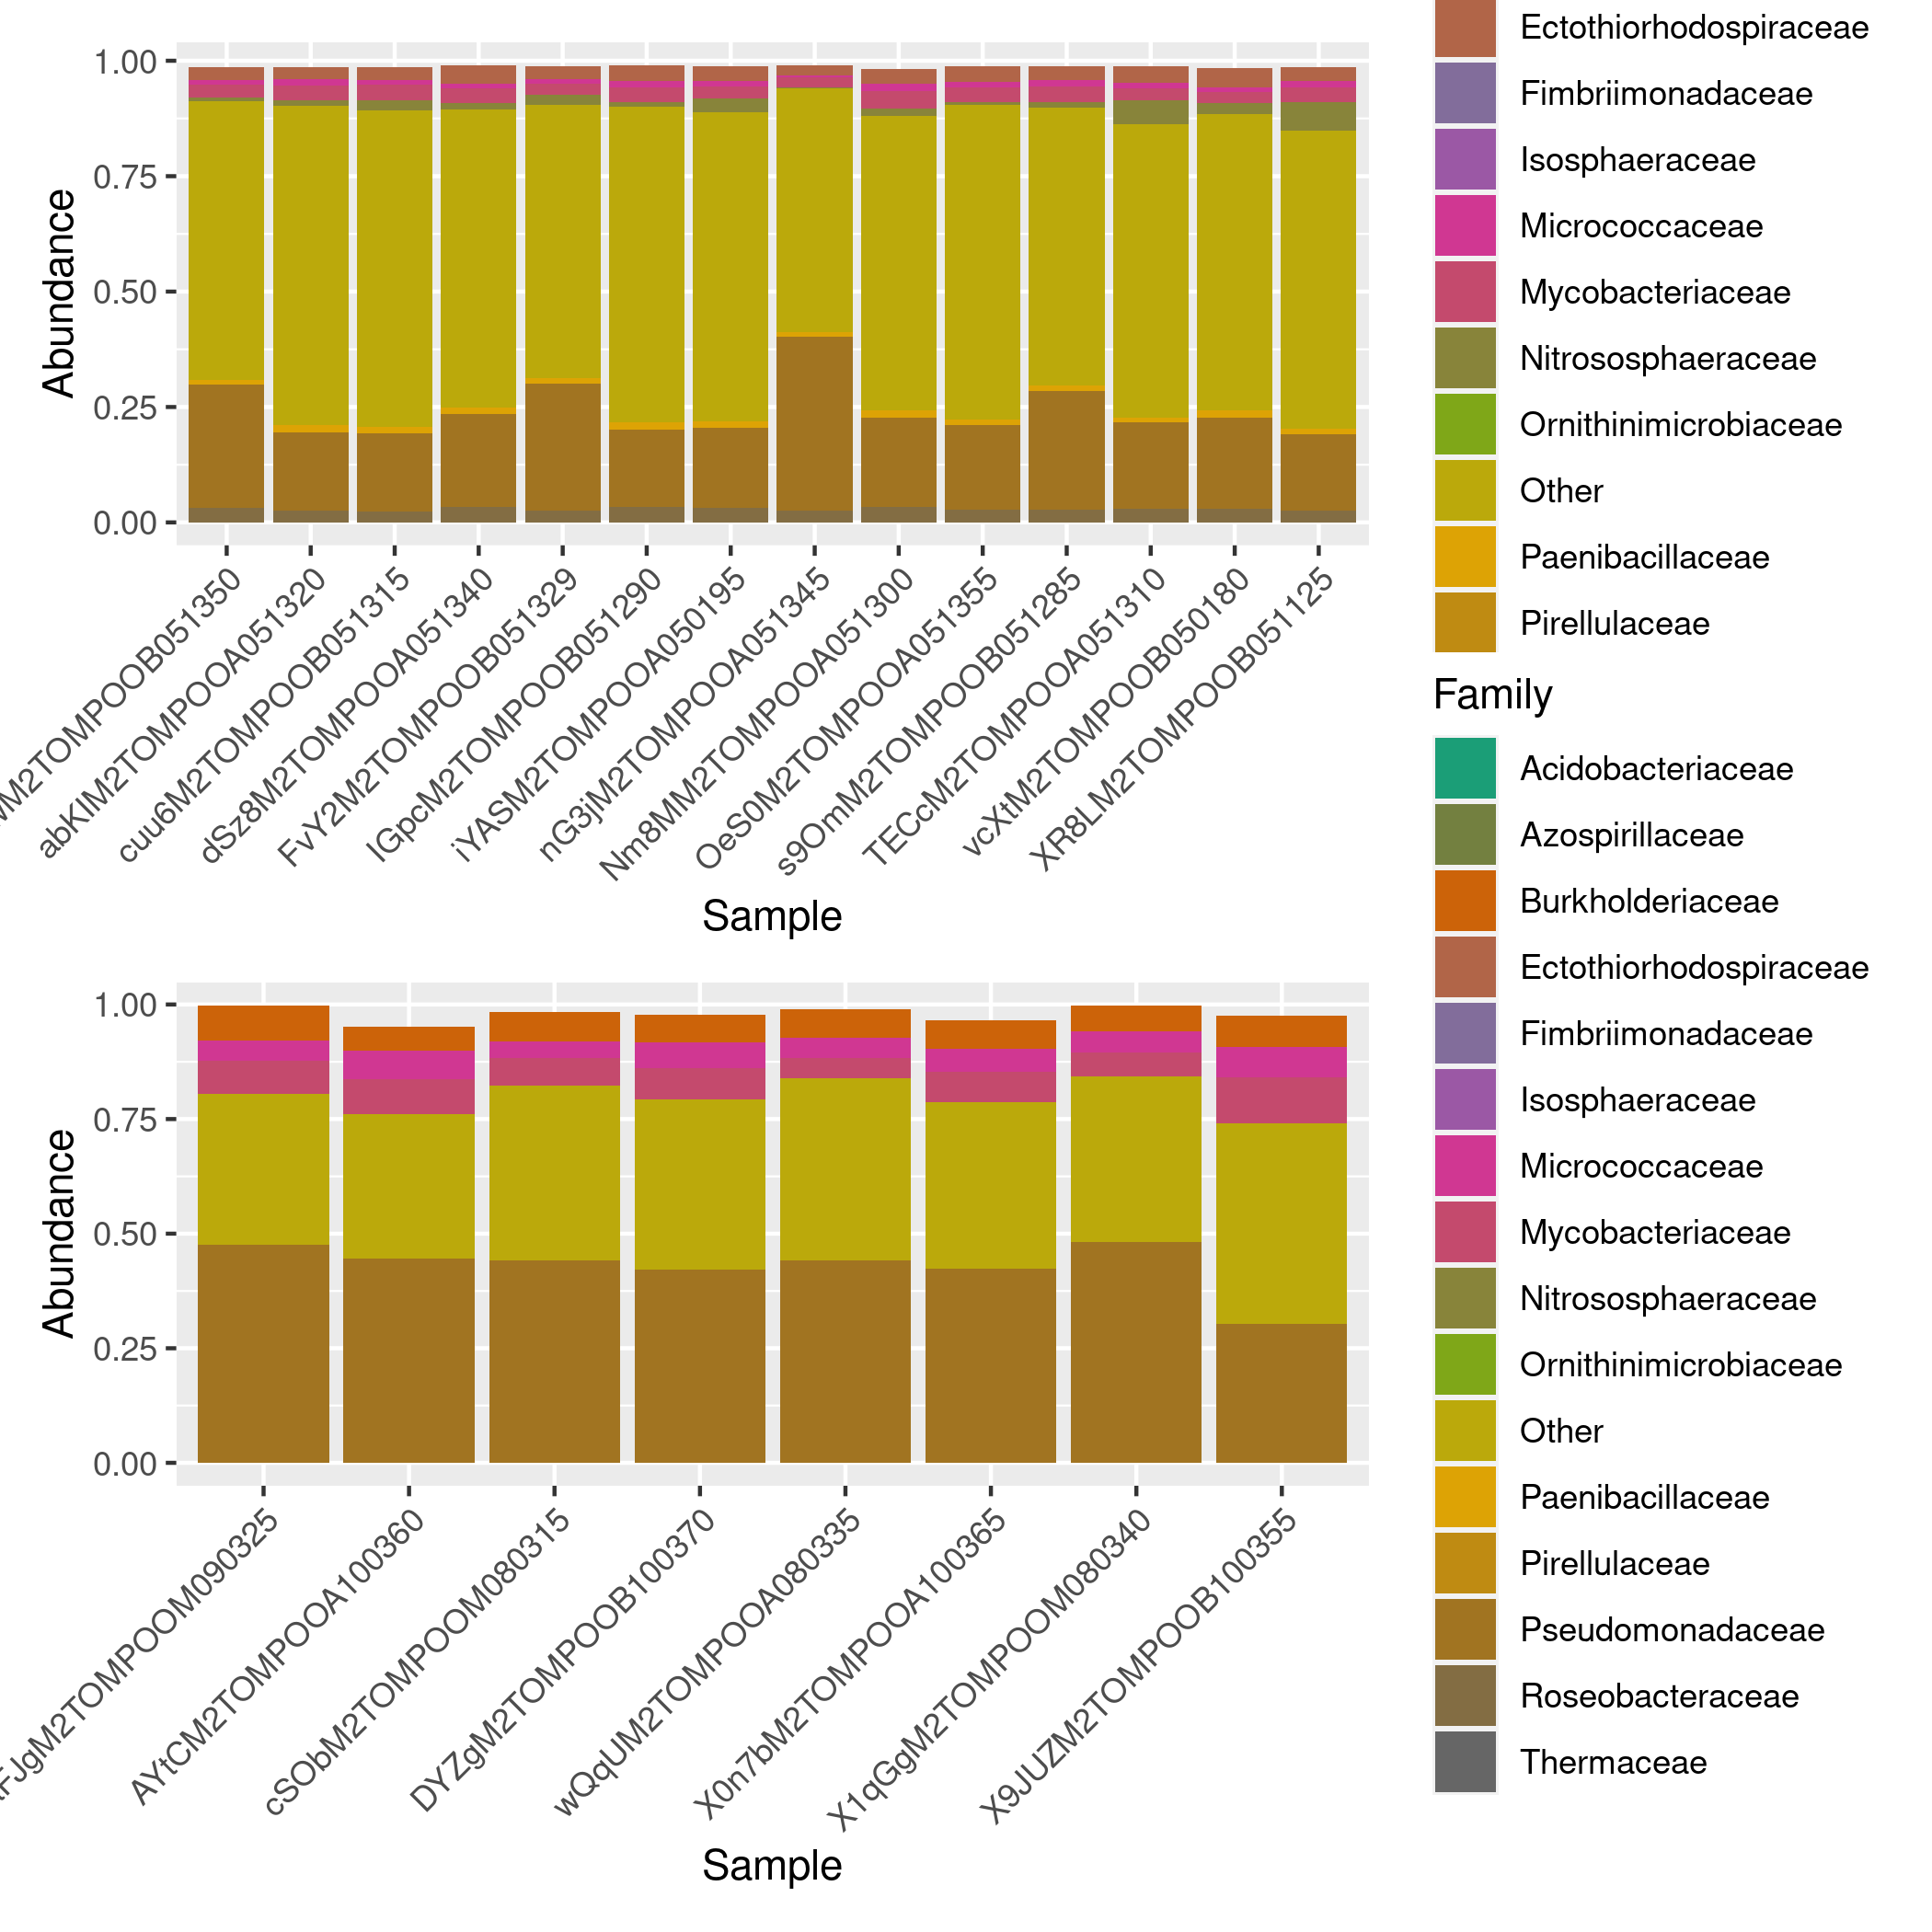 Abundance
1.00
0.75
0.50
0.25
0.00
M2TOMPOOB051350
abKIM2TOMPOOA051320
cuu6M2TOMPOOB051315
dSz8M2TOMPOOA051340
FvY2M2TOMPOOB051329
IGpcM2TOMPOOB051290
iYASM2TOMPOOA050195
nG3jM2TOMPOOA051345
Nm8MM2TOMPOOA051300
OeS0M2TOMPOOA051355
s9OmM2TOMPOOB051285
TECcM2TOMPOOA051310
vcXtM2TOMPOOB050180
XR8LM2TOMPOOB051125
Sample
Ectothiorhodospiraceae
Fimbriimonadaceae
Isosphaeraceae
Micrococcaceae
Mycobacteriaceae
Nitrososphaeraceae
Ornithinimicrobiaceae
Other
Paenibacillaceae
Pirellulaceae
Abundance
1.00
0.75
0.50
0.25
0.00
FJgM2TOMPOOM090325
AYtCM2TOMPOOA100360
cSObM2TOMPOOM080315
DYZgM2TOMPOOB100370
wQqUM2TOMPOOA080335
X0n7bM2TOMPOOA100365
X1qGgM2TOMPOOM080340
X9JUZM2TOMPOOB100355
Sample
Family
Acidobacteriaceae
Azospirillaceae
Burkholderiaceae
Ectothiorhodospiraceae
Fimbriimonadaceae
Isosphaeraceae
Micrococcaceae
Mycobacteriaceae
Nitrososphaeraceae
Ornithinimicrobiaceae
Other
Paenibacillaceae
Pirellulaceae
Pseudomonadaceae
Roseobacteraceae
Thermaceae